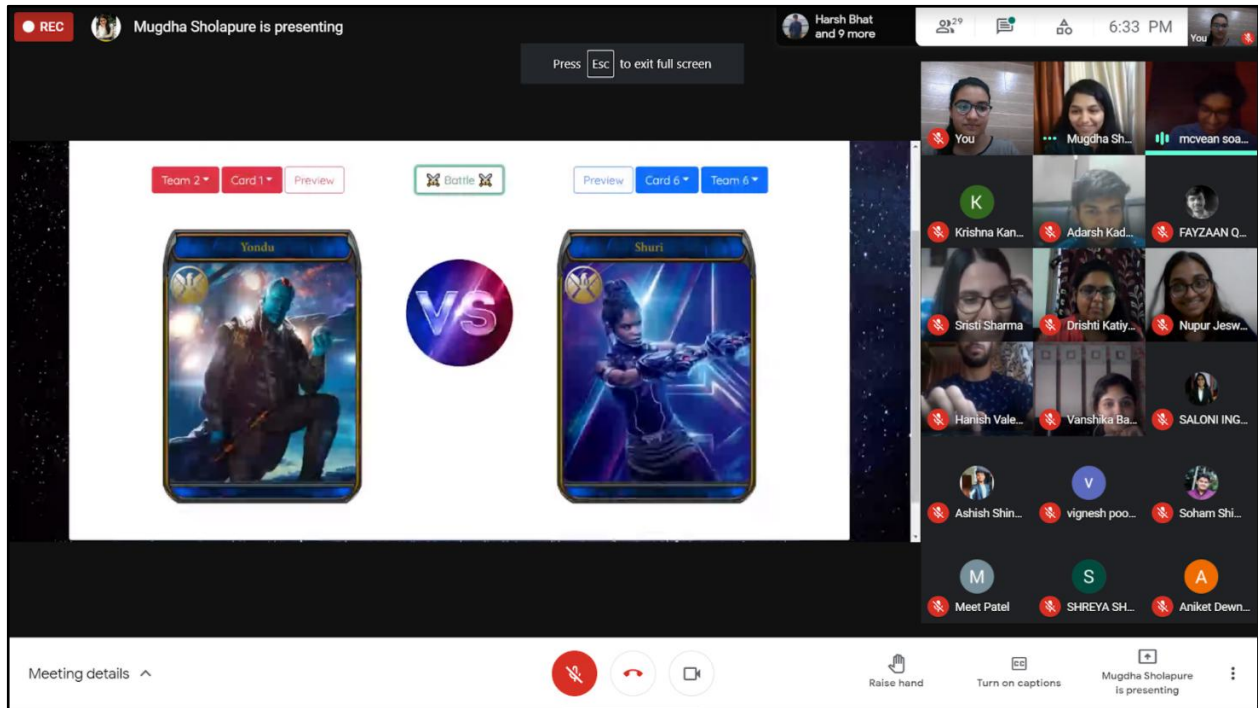 REC
Mugdha Sholapure is presenting
Harsh Bhat
and 9 more
29
6:33 PM
You
Press Esc to exit full screen
You
Mugdha Sh...
mcvean soa...
Team 2
Card 1
Preview
Battle
Preview
Card 6
Team 6
K
Krishna Kan...
Adarsh Kad...
FAYZAAN Q...
Yondu
VS
Shuri
Sristi Sharma
Drishti Katiy...
Nupur Jesw...
Hanish Vale...
Vanshika Ba...
SALONI ING...
Ashish Shin...
V
vignesh poo...
Soham Shi...
M
Meet Patel
S
SHREYA SH...
A
Aniket Dewn...
Meeting details
Raise hand
CC
Turn on captions
Mugdha Sholapure
is presenting